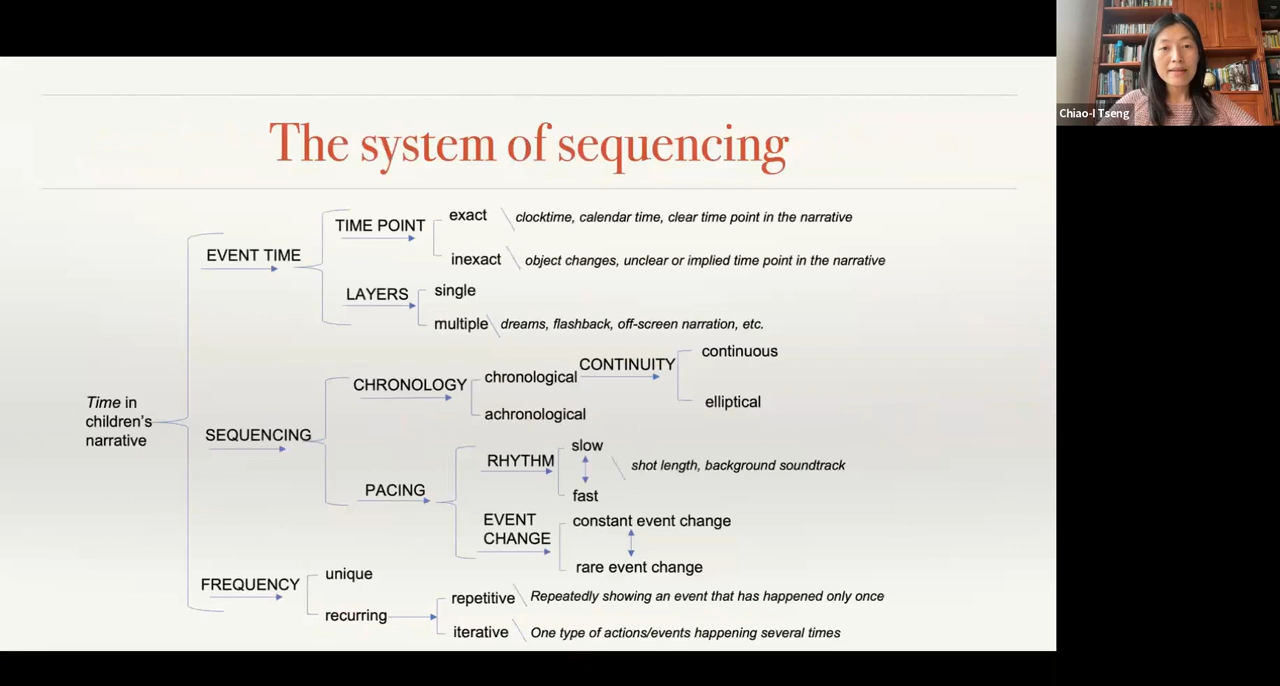 Chiao-I Tseng
The system of sequencing
TIME POINT
exact
clocktime, calendar time, clear time point in the narrative
EVENT TIME
inexact
object changes, unclear or implied time point in the narrative
LAYERS
single
multiple
dreams, flashback, off-screen narration, etc.
Time in
children's
narrative
SEQUENCING
CHRONOLOGY
chronological
CONTINUITY
continuous
elliptical
achronological
PACING
RHYTHM
slow
shot length, background soundtrack
fast
EVENT
CHANGE
constant event change
rare event change
FREQUENCY
unique
recurring
repetitive
Repeatedly showing an event that has happened only once
iterative
One type of actions/events happening several times